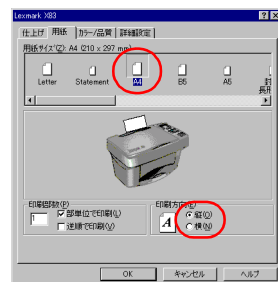 Lexmark X83
仕上げ 用紙 カラー/品質 詳細設定
用紙サイズ(Z): A4 (210 x 297 mm)
Letter Statement A4 B5 A5 封
長形
印刷部数(P)
1
部単位で印刷(L)
逆順で印刷(V)
印刷方向(E)
A
縦(O)
横(N)
OK キャンセル ヘルプ